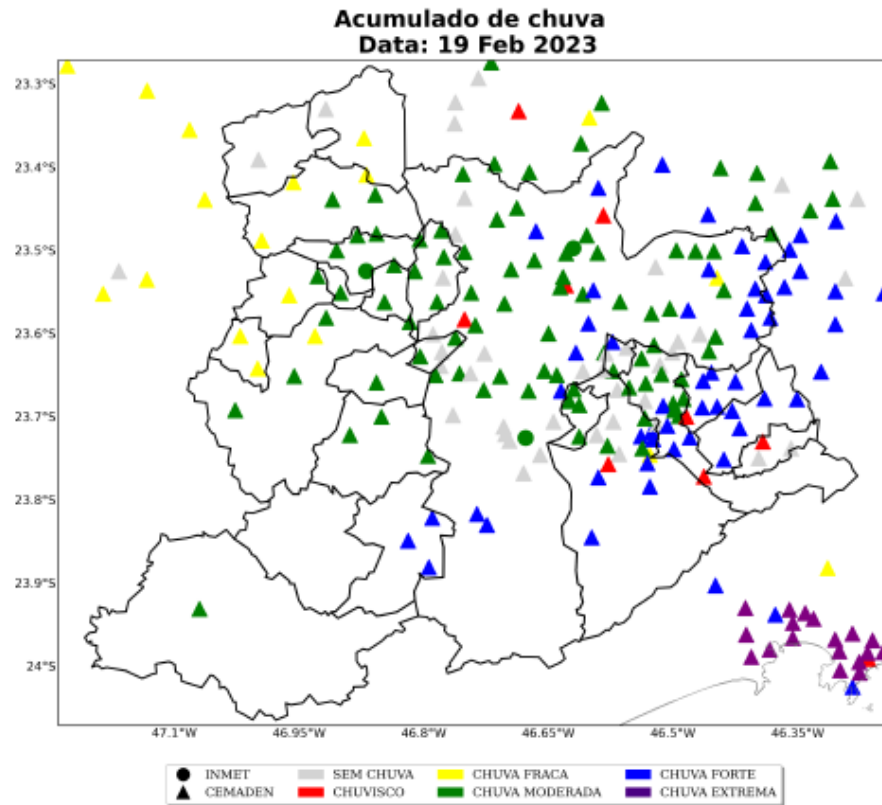 Acumulado de chuva
Data: 19 Feb 2023
23.3°S
23.4°S
23.5°S
23.6°S
23.7°S
23.8°S
23.9°S
24°S
47.1°W 46.95°W 46.8°W 46.65°W 46.5°W 46.35°W
INMET SEM CHUVA CHUVA FRACA CHUVA FORTE
CEMADEN CHUVISCO CHUVA MODERADA CHUVA EXTREMA